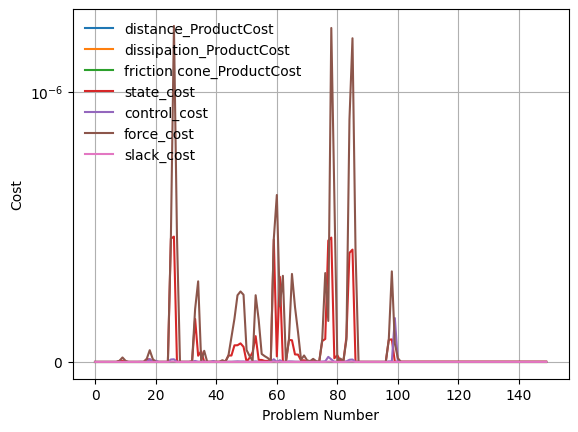 distance_ProductCost
dissipation_ProductCost
friction cone_ProductCost
state_cost
control_cost
force_cost
slack_cost
10⁻⁶
0
Cost
0 20 40 60 80 100 120 140
Problem Number